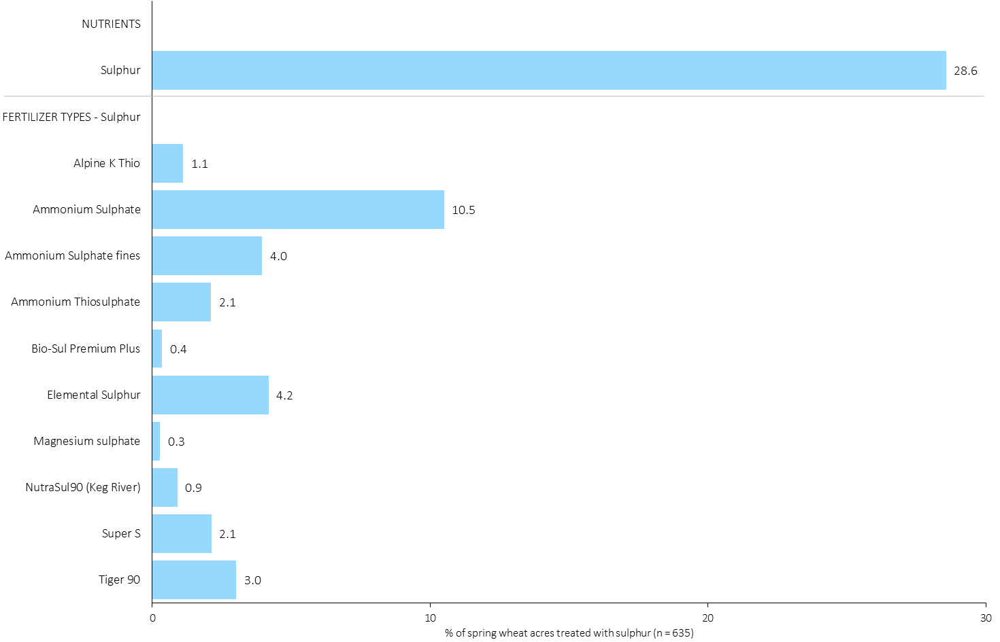 NUTRIENTS
Sulphur 28.6
FERTILIZER TYPES - Sulphur
Alpine K Thio 1.1
Ammonium Sulphate 10.5
Ammonium Sulphate fines 4.0
Ammonium Thiosulphate 2.1
Bio-Sul Premium Plus 0.4
Elemental Sulphur 4.2
Magnesium sulphate 0.3
NutraSul90 (Keg River) 0.9
Super S 2.1
Tiger 90 3.0
0 10 20 30
% of spring wheat acres treated with sulphur (n = 635)